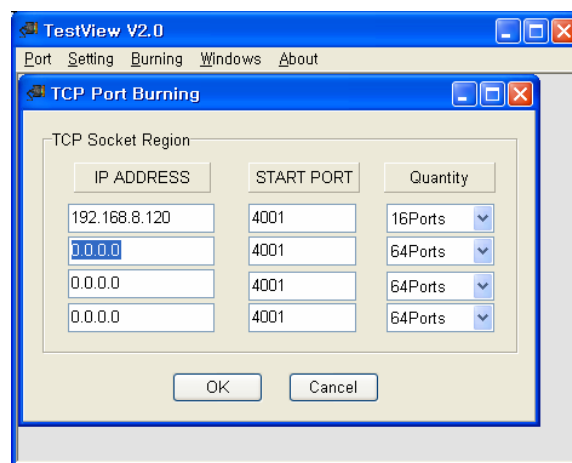 TestView V2.0
Port Setting Burning Windows About
TCP Port Burning
TCP Socket Region
IP ADDRESS START PORT Quantity
192.168.8.120 4001 16Ports
0.0.0.0 4001 64Ports
0.0.0.0 4001 64Ports
0.0.0.0 4001 64Ports
OK Cancel